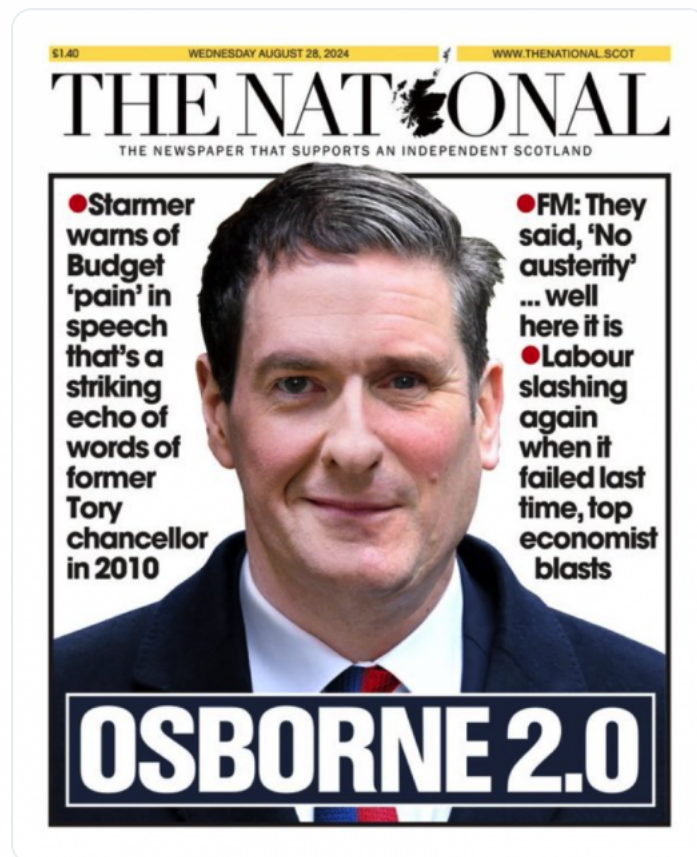 £1.40 WEDNESDAY AUGUST 28, 2024 WWW.THENATIONAL.SCOT
THE NATIONAL
THE NEWSPAPER THAT SUPPORTS AN INDEPENDENT SCOTLAND
●Starmer
warns of
Budget
‘pain’ in
speech
that’s a
striking
echo of
words of
former
Tory
chancellor
in 2010
●FM: They
said, ‘No
austerity’
... well
here it is
●Labour
slashing
again
when it
failed last
time, top
economist
blasts
OSBORNE 2.0